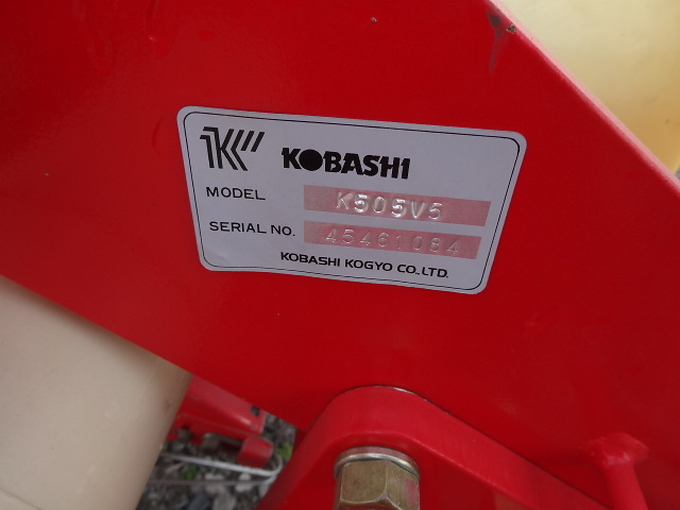 KOBASHI
MODEL K505V5
SERIAL NO. 45461084
KOBASHI KOGYO CO.,LTD.